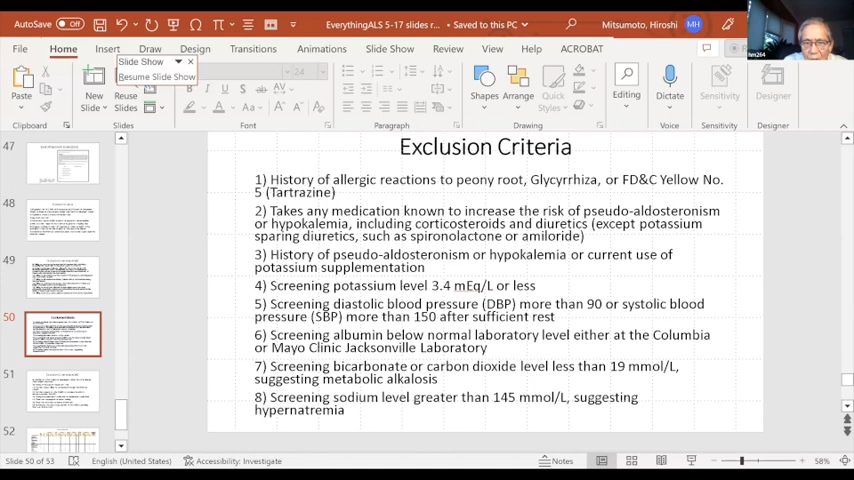 AutoSave Off EverythingALS 5-17 slides r... • Saved to this PC Mitsumoto, Hiroshi MH
hm264
File Home Insert Draw Design Transitions Animations Slide Show Review View Help ACROBAT
Slide Show
Resume Slide Show
Paste New Slide Reuse Slides 24 Shapes Arrange Quick Styles Editing Dictate Sensitivity Designer
B I U S ab AV
Clipboard Slides Font Paragraph Drawing Voice Sensitivity Designer
47
48
49
50
51
52
Exclusion Criteria
1) History of allergic reactions to peony root, Glycyrrhiza, or FD&C Yellow No.
5 (Tartrazine)
2) Takes any medication known to increase the risk of pseudo-aldosteronism
or hypokalemia, including corticosteroids and diuretics (except potassium
sparing diuretics, such as spironolactone or amiloride)
3) History of pseudo-aldosteronism or hypokalemia or current use of
potassium supplementation
4) Screening potassium level 3.4 mEq/L or less
5) Screening diastolic blood pressure (DBP) more than 90 or systolic blood
pressure (SBP) more than 150 after sufficient rest
6) Screening albumin below normal laboratory level either at the Columbia
or Mayo Clinic Jacksonville Laboratory
7) Screening bicarbonate or carbon dioxide level less than 19 mmol/L,
suggesting metabolic alkalosis
8) Screening sodium level greater than 145 mmol/L, suggesting
hypernatremia
Slide 50 of 53 English (United States) Accessibility: Investigate Notes 58%